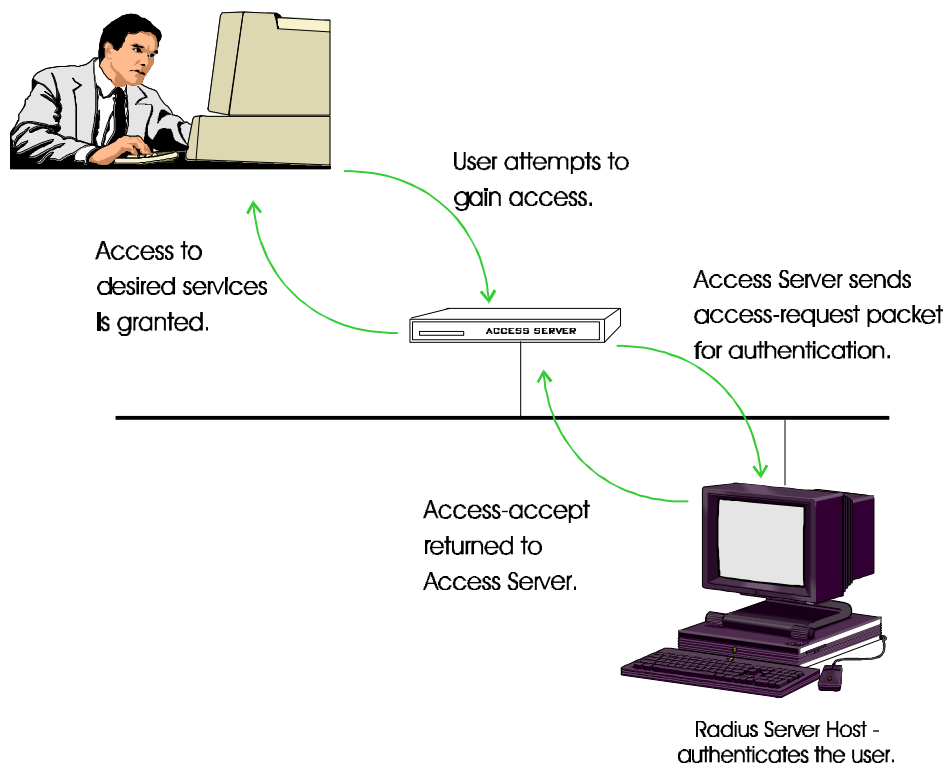 User attempts to
gain access.
Access to
desired services
is granted.
ACCESS SERVER
Access Server sends
access-request packet
for authentication.
Access-accept
returned to
Access Server.
Radius Server Host -
authenticates the user.